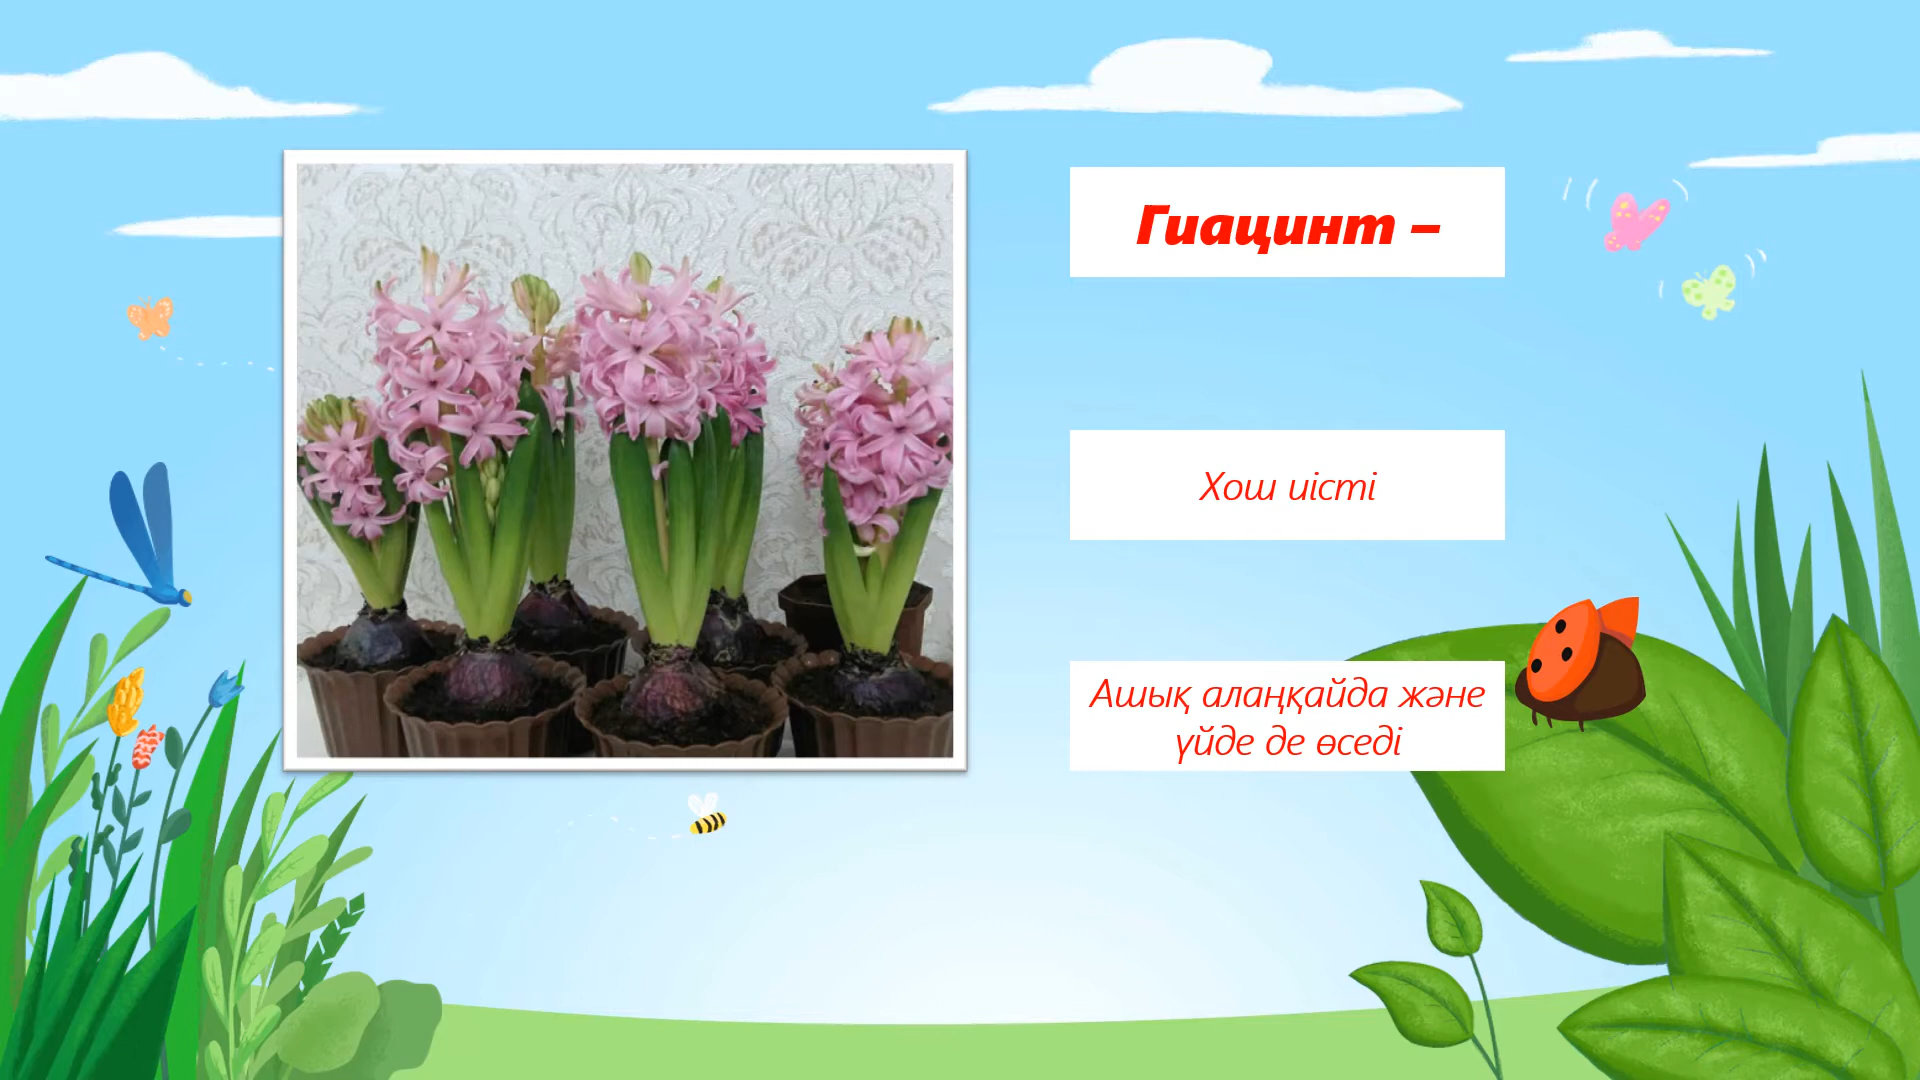 Гиацинт –
Хош иісті
Ашық алаңқайда және
үйде де өседі